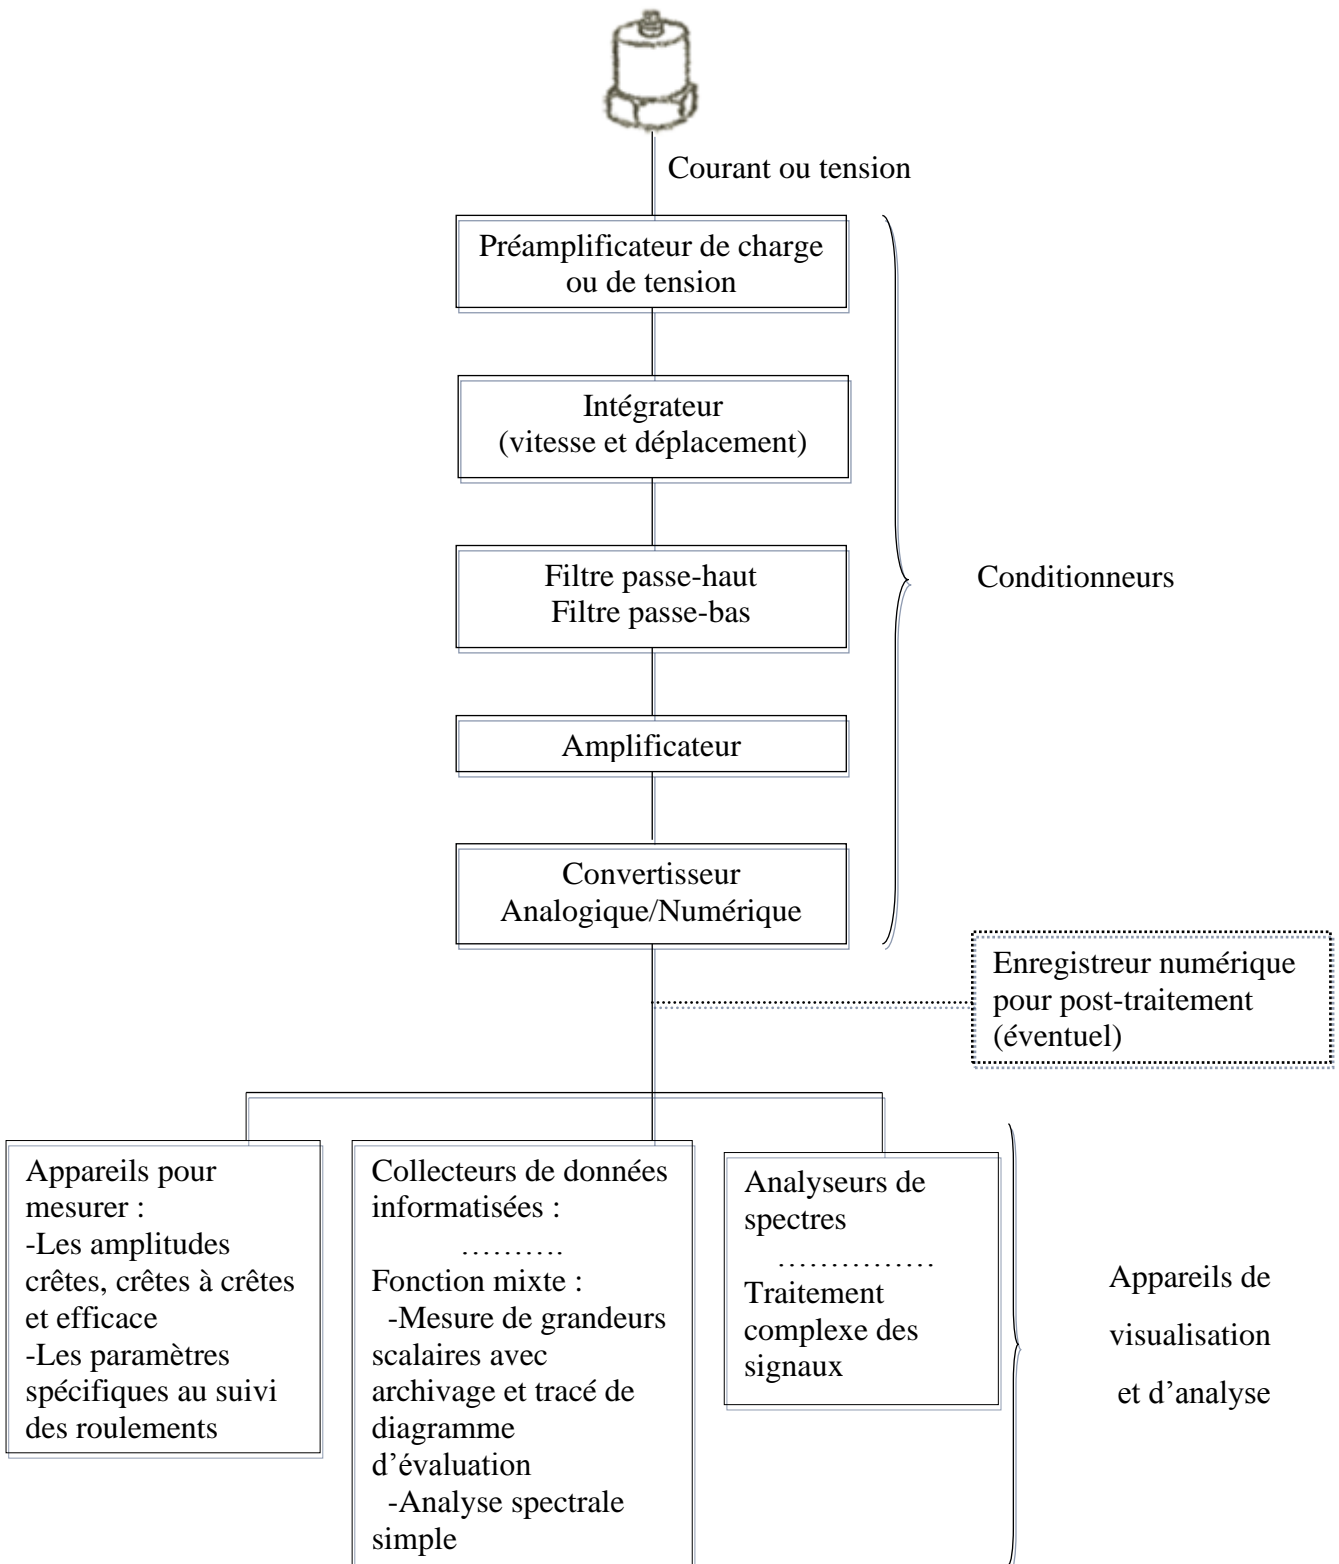 Courant ou tension
Préamplificateur de charge
ou de tension
Intégrateur
(vitesse et déplacement)
Filtre passe-haut
Filtre passe-bas
Conditionneurs
Amplificateur
Convertisseur
Analogique/Numérique
Enregistreur numérique
pour post-traitement
(éventuel)
Appareils pour
mesurer :
-Les amplitudes
crêtes, crêtes à crêtes
et efficace
-Les paramètres
spécifiques au suivi
des roulements
Collecteurs de données
informatisées :
……….
Fonction mixte :
-Mesure de grandeurs
scalaires avec
archivage et tracé de
diagramme
d’évaluation
-Analyse spectrale
simple
Analyseurs de
spectres
……………
Traitement
complexe des
signaux
Appareils de
visualisation
et d’analyse